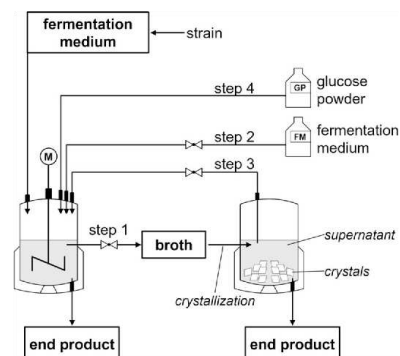 fermentation
medium
strain
step 4
GP
glucose
powder
M
step 2
FM
fermentation
medium
step 3
step 1
broth
supernatant
crystals
crystallization
end product
end product